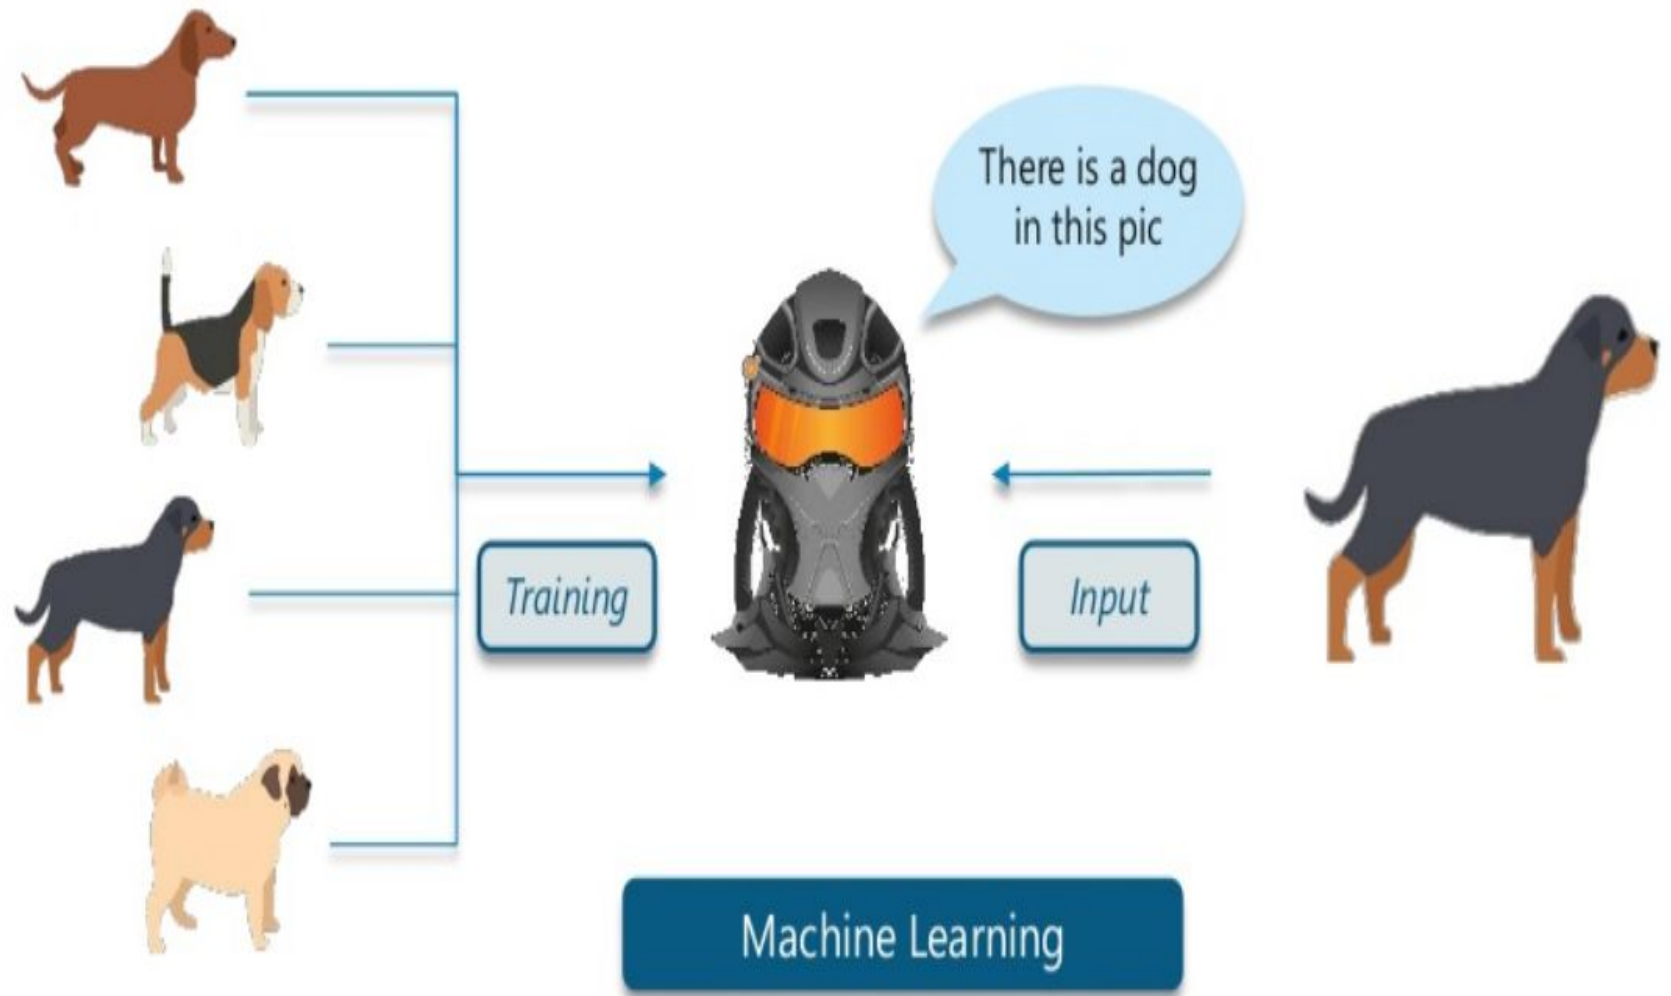 There is a dog
in this pic
Training
Input
Machine Learning